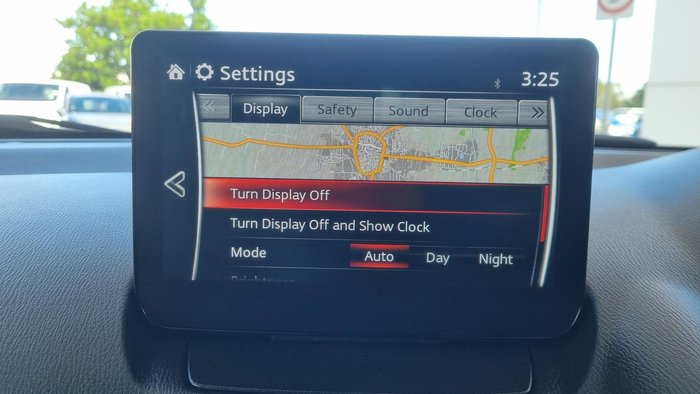 Settings 3:25
Display Safety Sound Clock
Turn Display Off
Turn Display Off and Show Clock
Mode Auto Day Night
Brightness